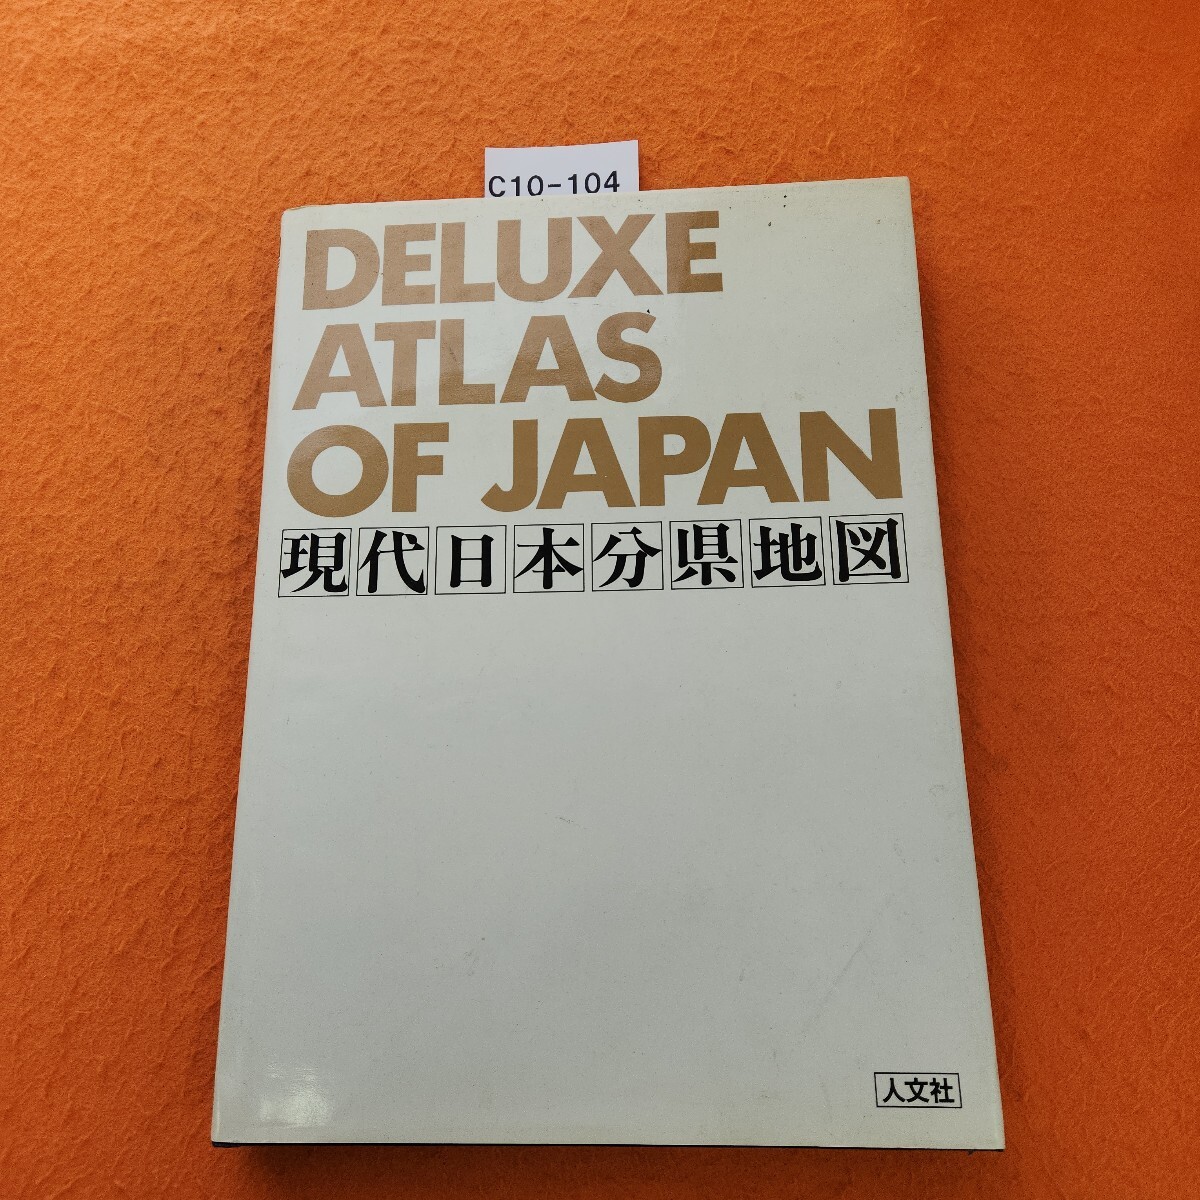 C10-104
DELUXE
ATLAS
OF JAPAN
現代日本分県地図
人文社